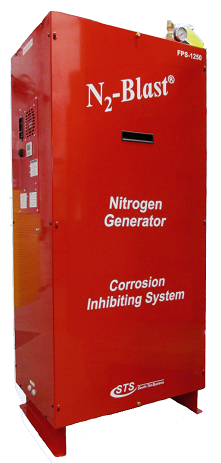 FPS-1250
N2-Blast®
Nitrogen
Generator
Corrosion
Inhibiting System
STS